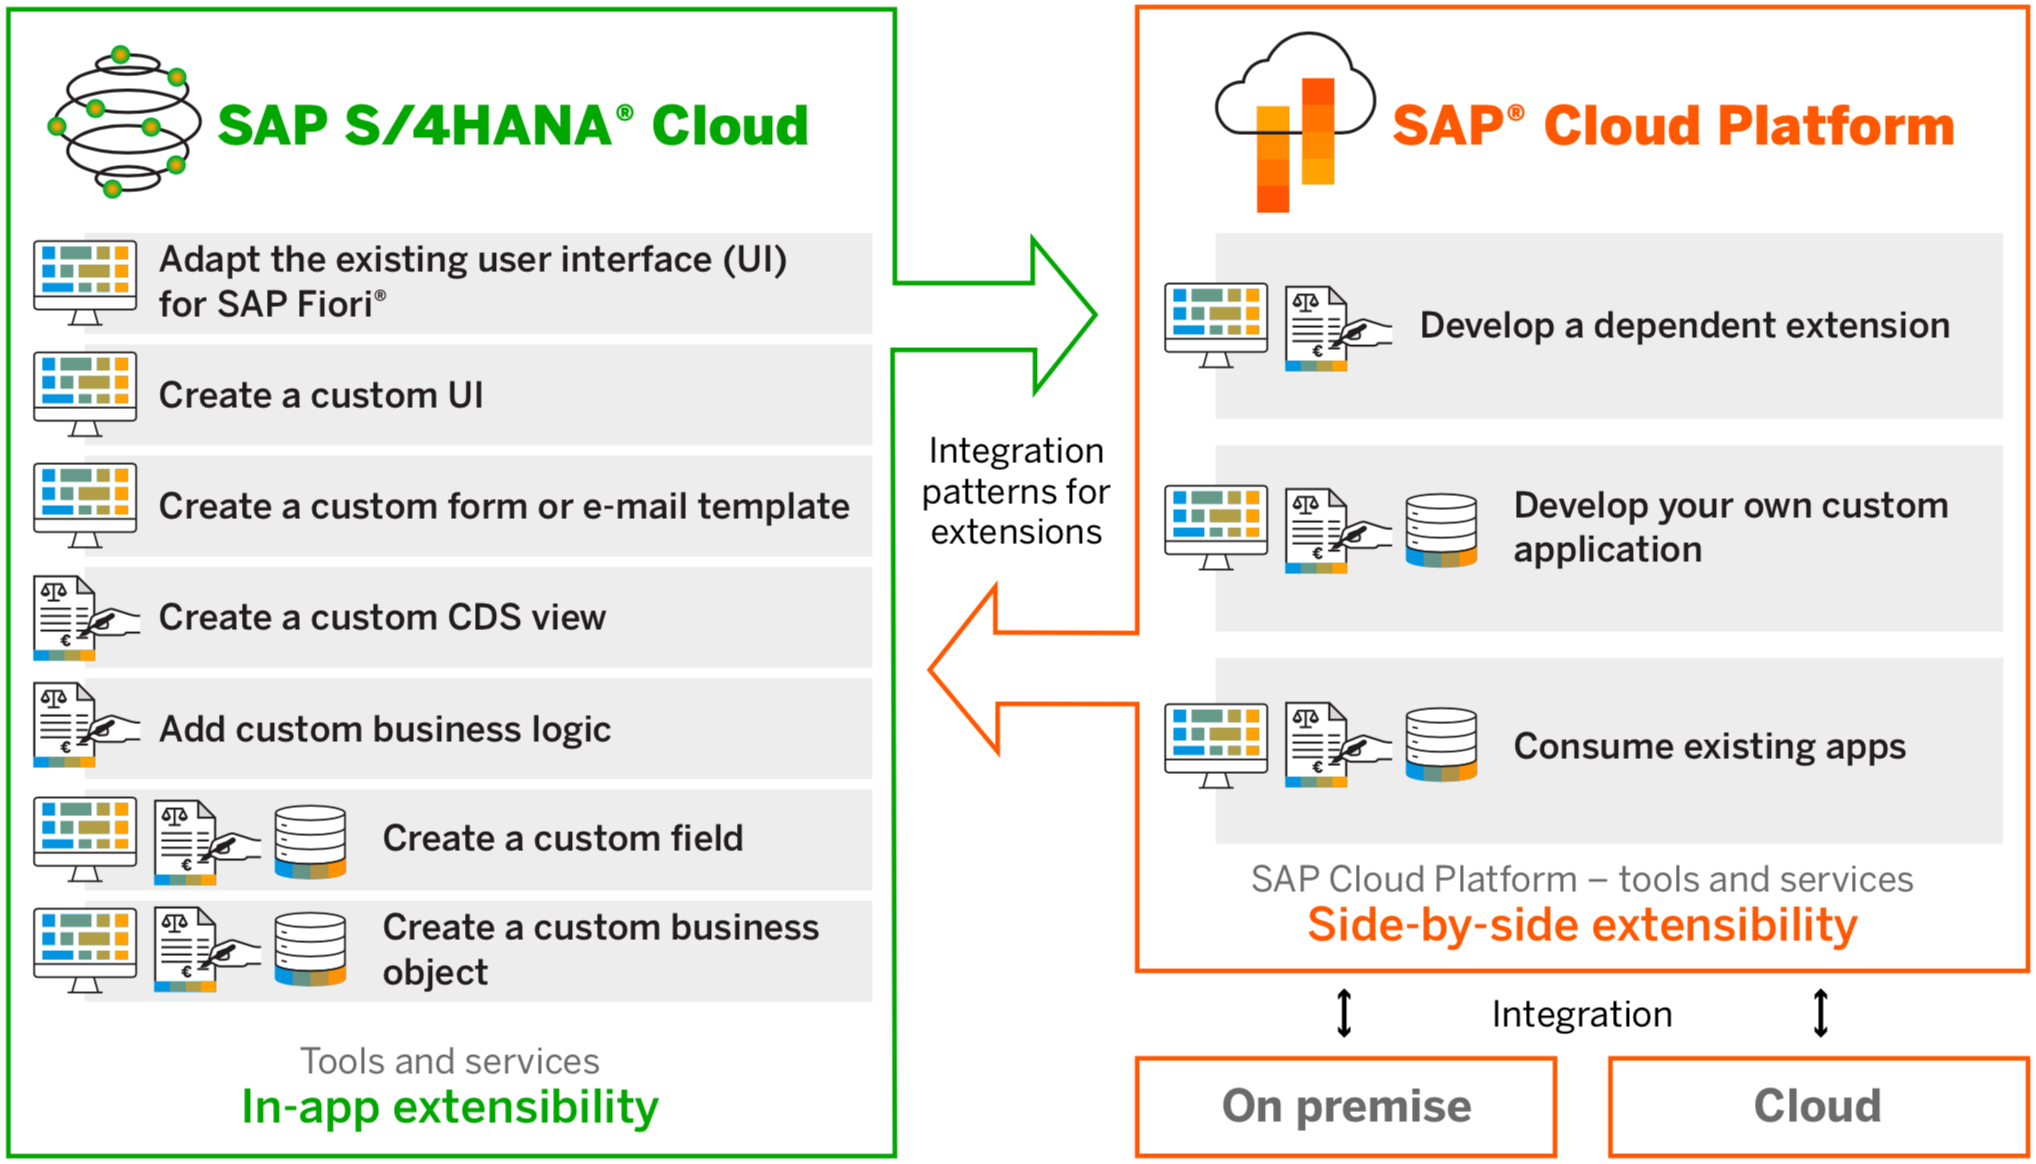 SAP S/4HANA® Cloud
Adapt the existing user interface (UI)
for SAP Fiori®
Create a custom UI
Create a custom form or e-mail template
Create a custom CDS view
Add custom business logic
Create a custom field
Create a custom business
object
Tools and services
In-app extensibility
Integration
patterns for
extensions
SAP® Cloud Platform
Develop a dependent extension
Develop your own custom
application
Consume existing apps
SAP Cloud Platform – tools and services
Side-by-side extensibility
Integration
On premise
Cloud